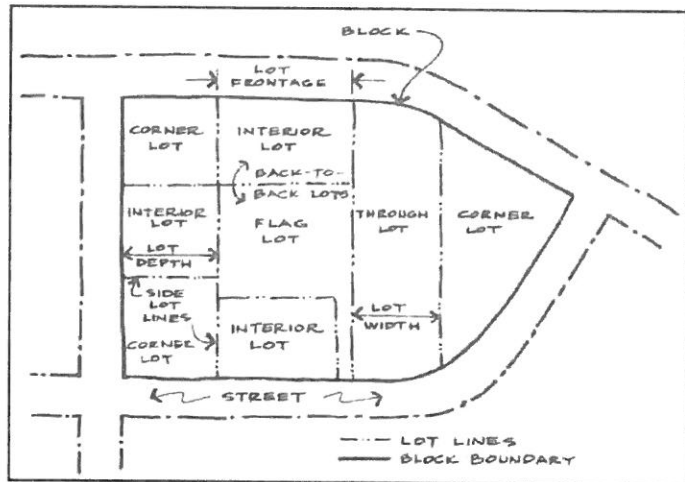 BLOCK
LOT
FRONTAGE
CORNER
LOT
INTERIOR
LOT
BACK-TO-
BACK LOTS
INTERIOR
LOT
FLAG
LOT
THROUGH
LOT
CORNER
LOT
LOT
DEPTH
SIDE
LOT
LINES
CORNER
LOT
INTERIOR
LOT
LOT
WIDTH
STREET
LOT LINES
BLOCK BOUNDARY